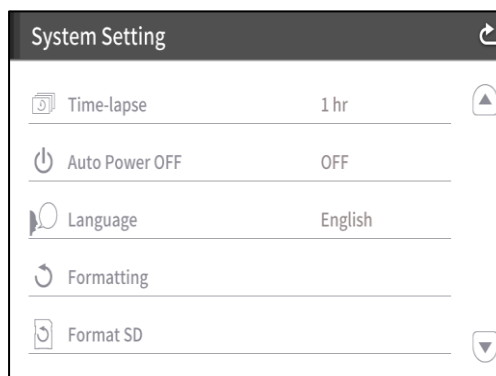 System Setting
Time-lapse 1 hr
Auto Power OFF OFF
Language English
Formatting
Format SD